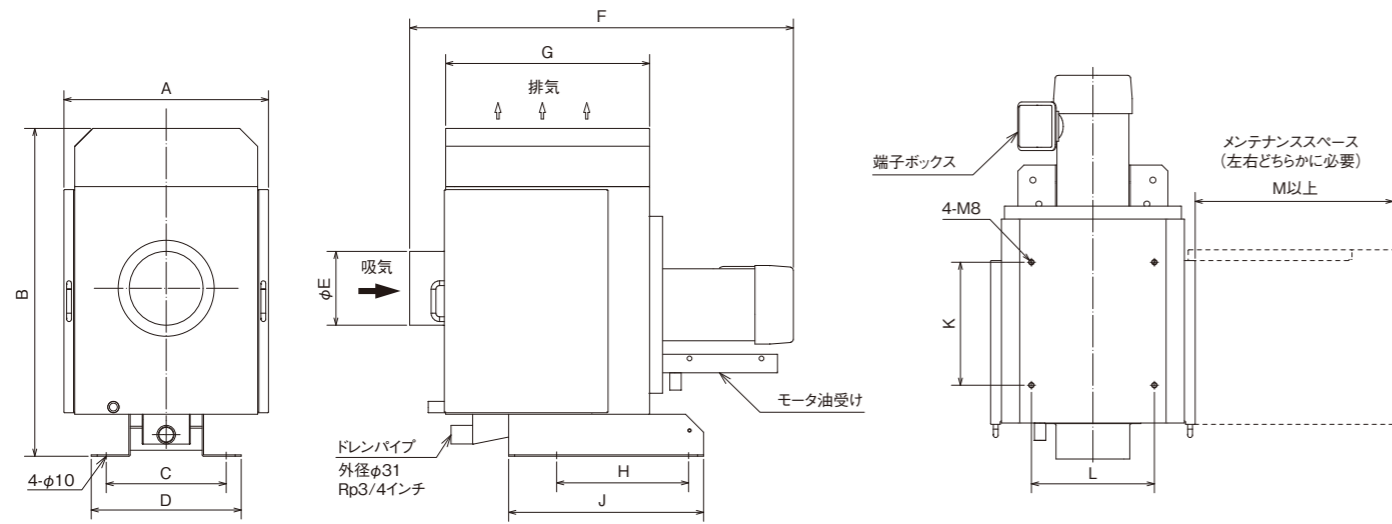 A
B
4-φ10
C
D
F
G
排気
φE
吸気
モータ油受け
ドレンパイプ
外径φ31
Rp3/4インチ
H
J
端子ボックス
4-M8
メンテナンススペース
(左右どちらかに必要)
M以上
K
L